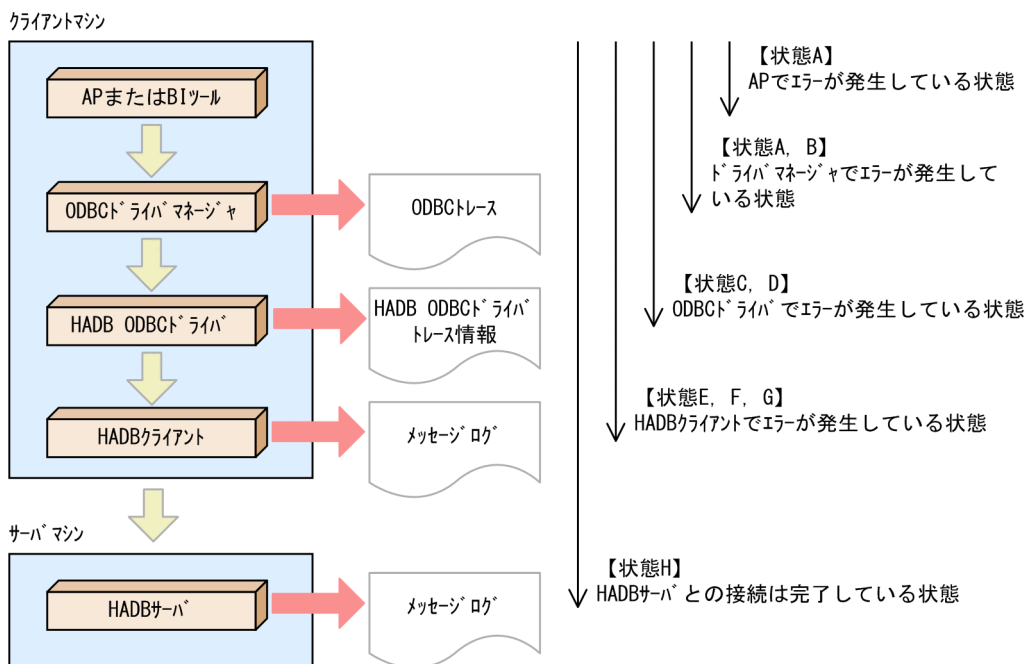 クライアントマシン
APまたはBIツール
ODBCドライバマネージャ
ODBCトレース
HADB ODBCドライバ
HADB ODBCドライバ
トレース情報
HADBクライアント
メッセージログ
サーバマシン
HADBサーバ
メッセージログ
【状態A】
APでエラーが発生している状態
【状態A, B】
ドライバマネージャでエラーが発生して
いる状態
【状態C, D】
ODBCドライバでエラーが発生している状態
【状態E, F, G】
HADBクライアントでエラーが発生している状態
【状態H】
HADBサーバとの接続は完了している状態